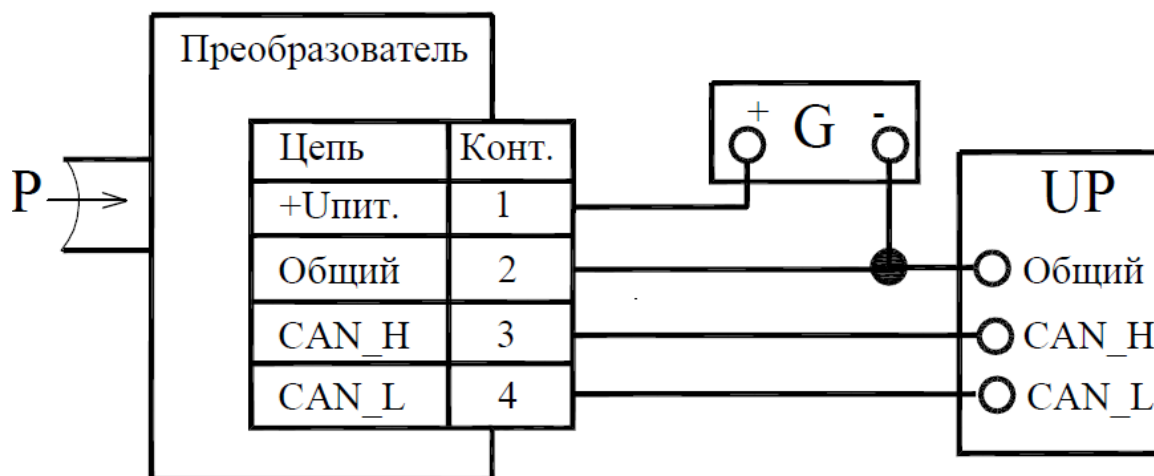 Преобразователь
P
Цепь Конт.
+Uпит. 1
Общий 2
CAN_H 3
CAN_L 4
+ G -
UP
Общий
CAN_H
CAN_L